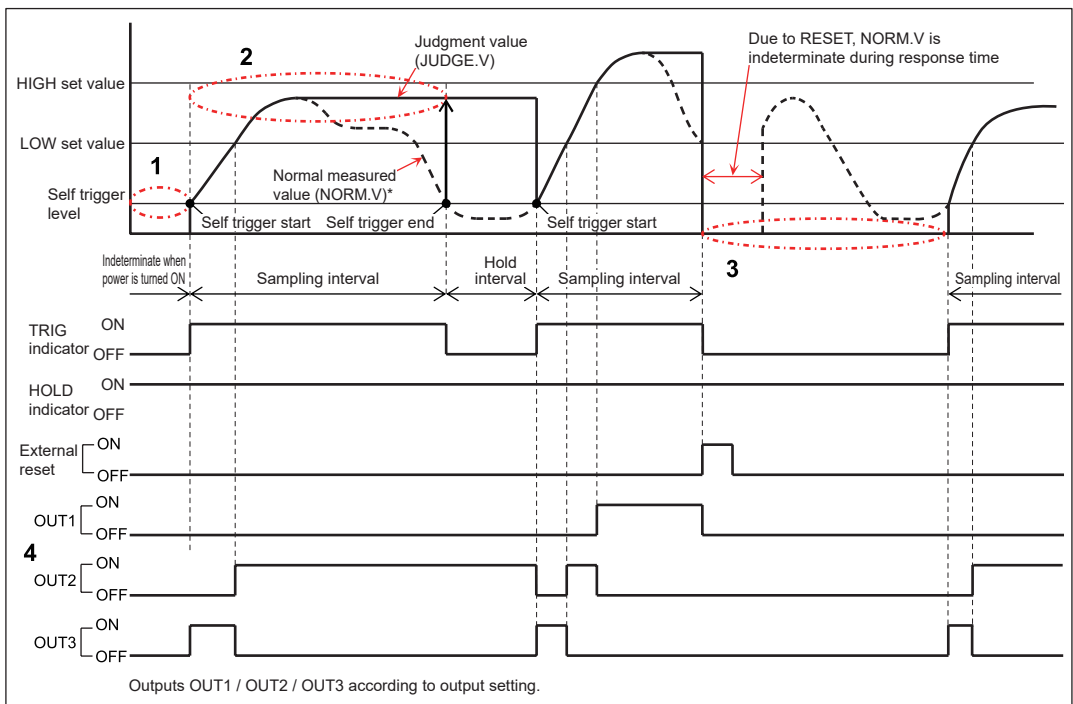 2
Judgment value
(JUDGE.V)
Due to RESET, NORM.V is
indeterminate during response time
HIGH set value
LOW set value
1
Normal measured
value (NORM.V)*
Self trigger
level
Self trigger start
Self trigger end
Self trigger start
3
Indeterminate when
power is turned ON
Sampling interval
Hold
interval
Sampling interval
Sampling interval
TRIG
indicator
ON
OFF
HOLD
indicator
ON
OFF
External
reset
ON
OFF
OUT1
ON
OFF
4
OUT2
ON
OFF
OUT3
ON
OFF
Outputs OUT1 / OUT2 / OUT3 according to output setting.